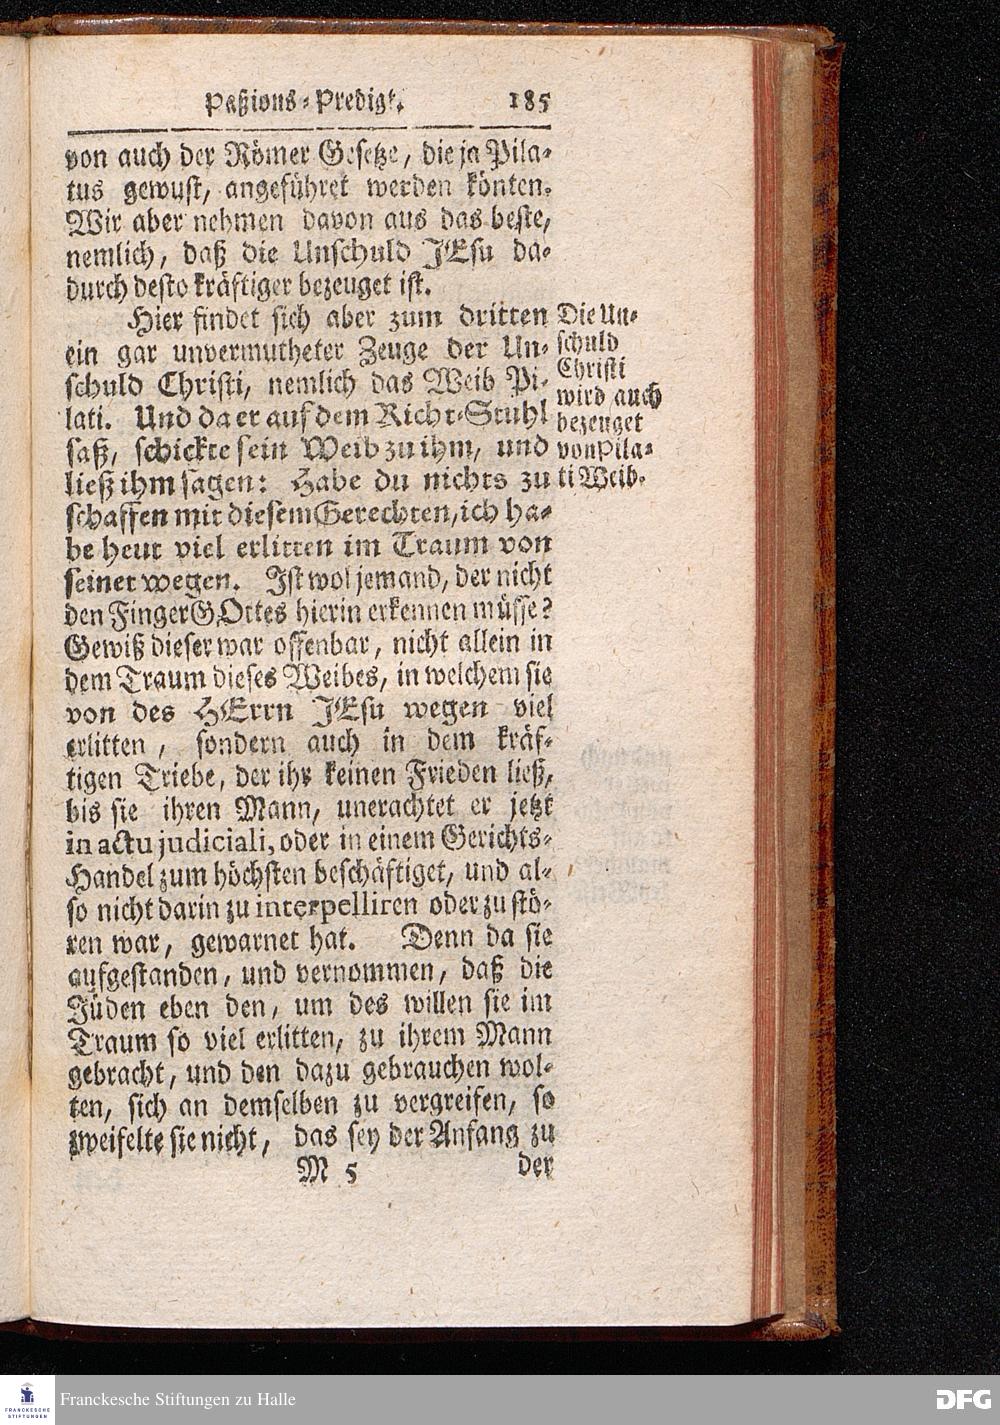 Paßions-Predigt. 185
von auch der Römer Gesetze, die ja Pila-
tus gewust, angeführet werden könten.
Wir aber nehmen davon aus das beste,
nemlich, daß die Unschuld JEsu da-
durch desto kräftiger bezeuget ist.
Hier findet sich aber zum dritten
ein gar unvermutheter Zeuge der Un-
schuld Christi, nemlich das Weib Pi-
lati. Und da er auf dem Richt-Stuhl
saß, schickte sein Weib zu ihm, und
ließ ihm sagen: Habe du nichts zu
schaffen mit diesem Gerechten, ich ha-
be heut viel erlitten im Traum von
seinet wegen. Ist wol jemand, der nicht
den Finger GOttes hierin erkennen müsse?
Gewiß dieser war offenbar, nicht allein in
dem Traum dieses Weibes, in welchem sie
von des HErrn JEsu wegen viel
erlitten, sondern auch in dem kräf-
tigen Triebe, der ihr keinen Frieden ließ,
bis sie ihren Mann, unerachtet er jetzt
in actu judiciali, oder in einem Gerichts-
Handel zum höchsten beschäftiget, und al-
so nicht darin zu interpelliren oder zu stö-
ren war, gewarnet hat. Denn da sie
aufgestanden, und vernommen, daß die
Jüden eben den, um des willen sie im
Traum so viel erlitten, zu ihrem Mann
gebracht, und den dazu gebrauchen wol-
ten, sich an demselben zu vergreifen, so
zweifelte sie nicht, das sey der Anfang zu
M 5 der
Die Un-
schuld
Christi
wird auch
bezeuget
von Pila-
ti Weib.
FRANCKESCHE
STIFTUNGEN
Franckesche Stiftungen zu Halle
DFG